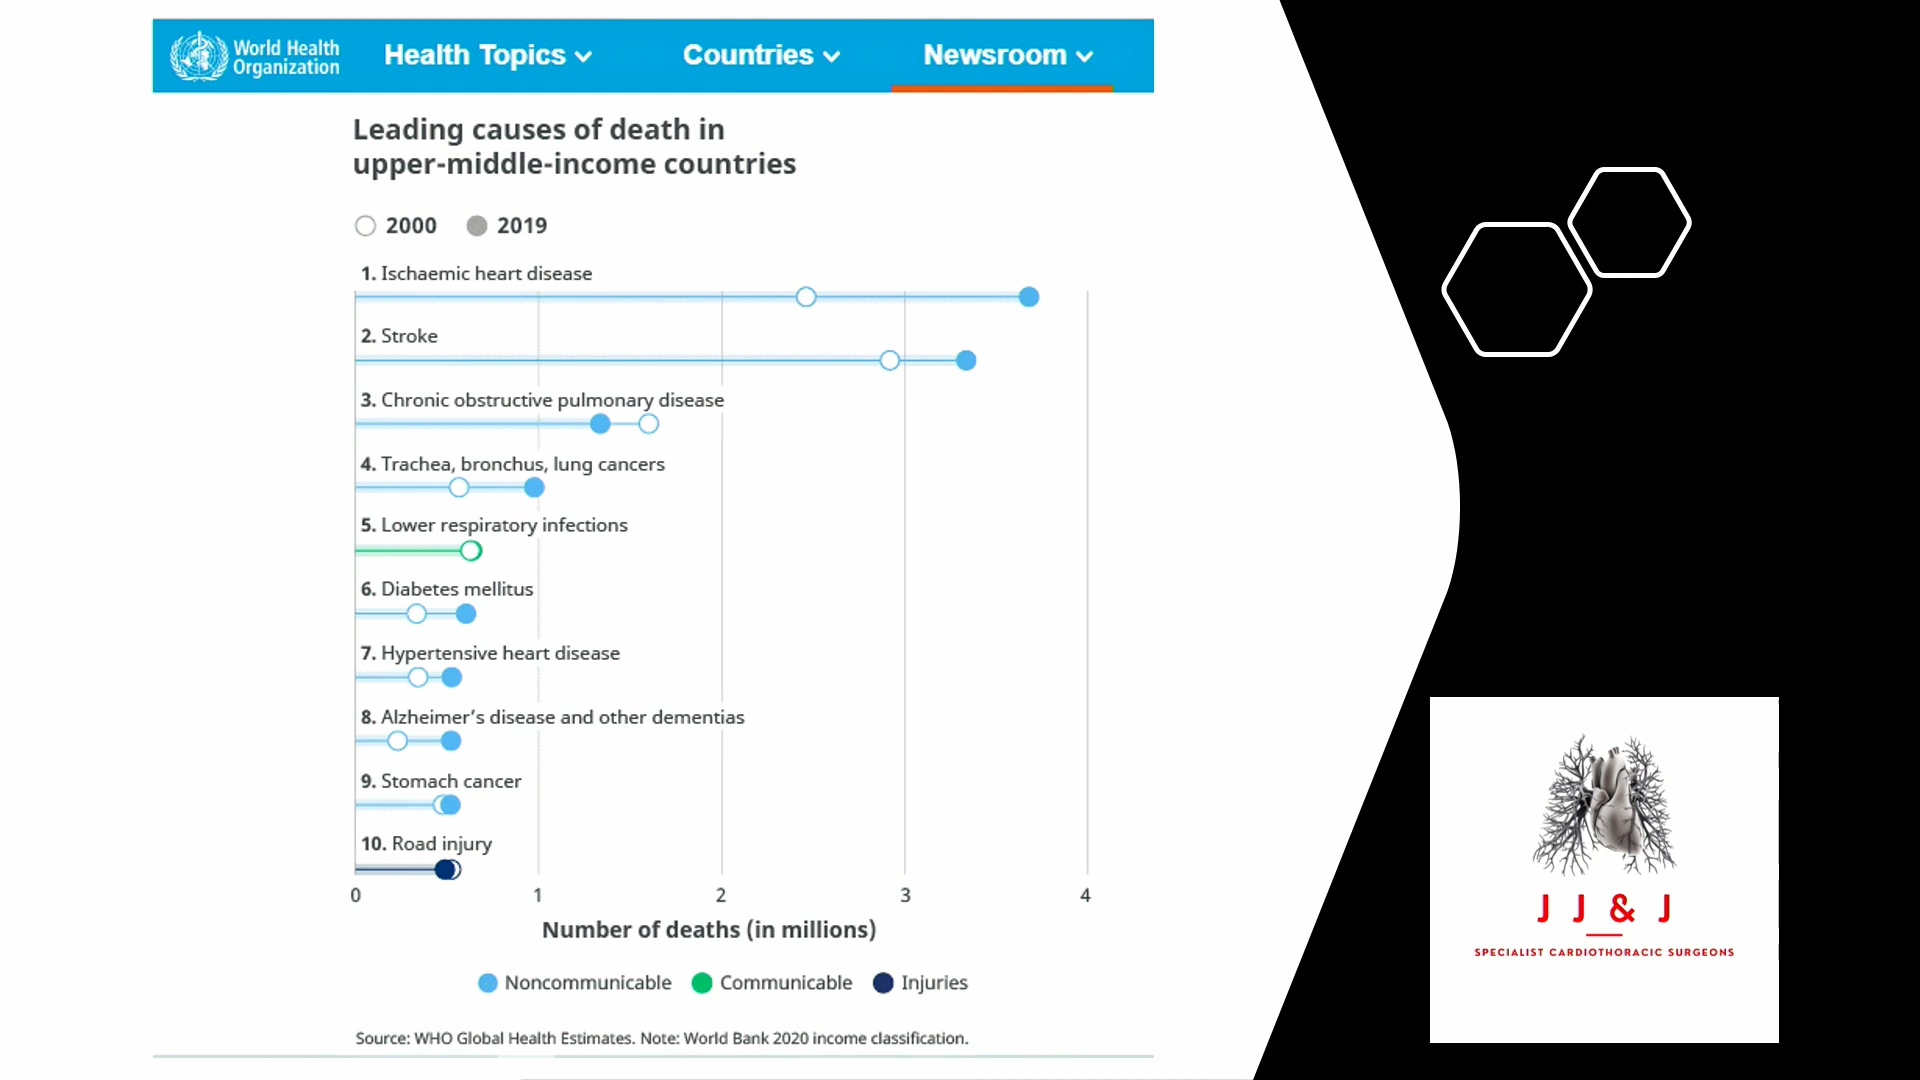 World Health
Organization
Health Topics
Countries
Newsroom
Leading causes of death in
upper-middle-income countries
2000
2019
1. Ischaemic heart disease
2. Stroke
3. Chronic obstructive pulmonary disease
4. Trachea, bronchus, lung cancers
5. Lower respiratory infections
6. Diabetes mellitus
7. Hypertensive heart disease
8. Alzheimer's disease and other dementias
9. Stomach cancer
10. Road injury
0 1 2 3 4
Number of deaths (in millions)
Noncommunicable Communicable Injuries
Source: WHO Global Health Estimates. Note: World Bank 2020 income classification.
J J & J
SPECIALIST CARDIOTHORACIC SURGEONS